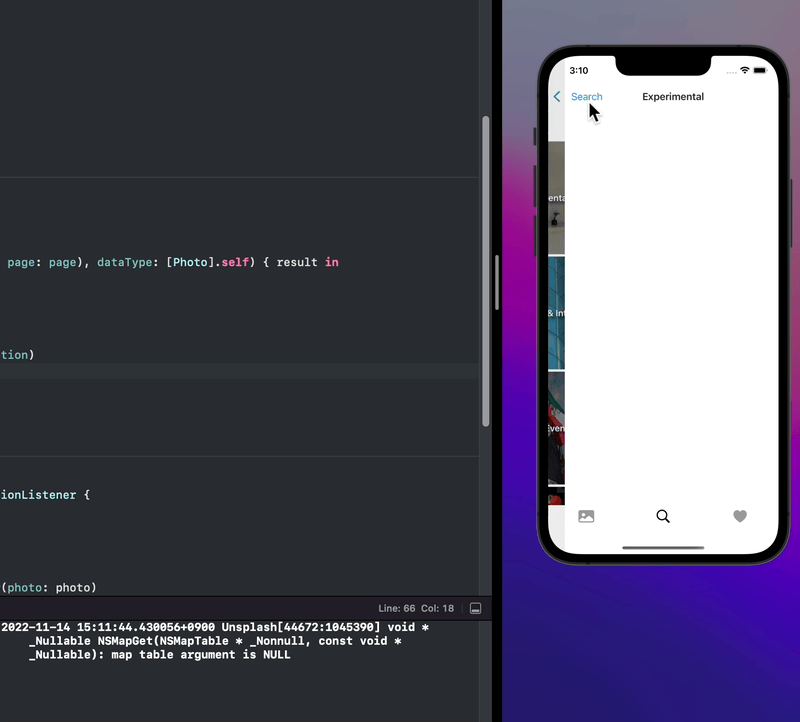 page: page), dataType: [Photo].self) { result in
tion)
ionListener {
(photo: photo)
Line: 66 Col: 18
2022-11-14 15:11:44.430056+0900 Unsplash[44672:1045390] void *
_Nullable NSMapGet(NSMapTable * _Nonnull, const void *
_Nullable): map table argument is NULL
3:10
Search
Experimental
enta
& Int
Even